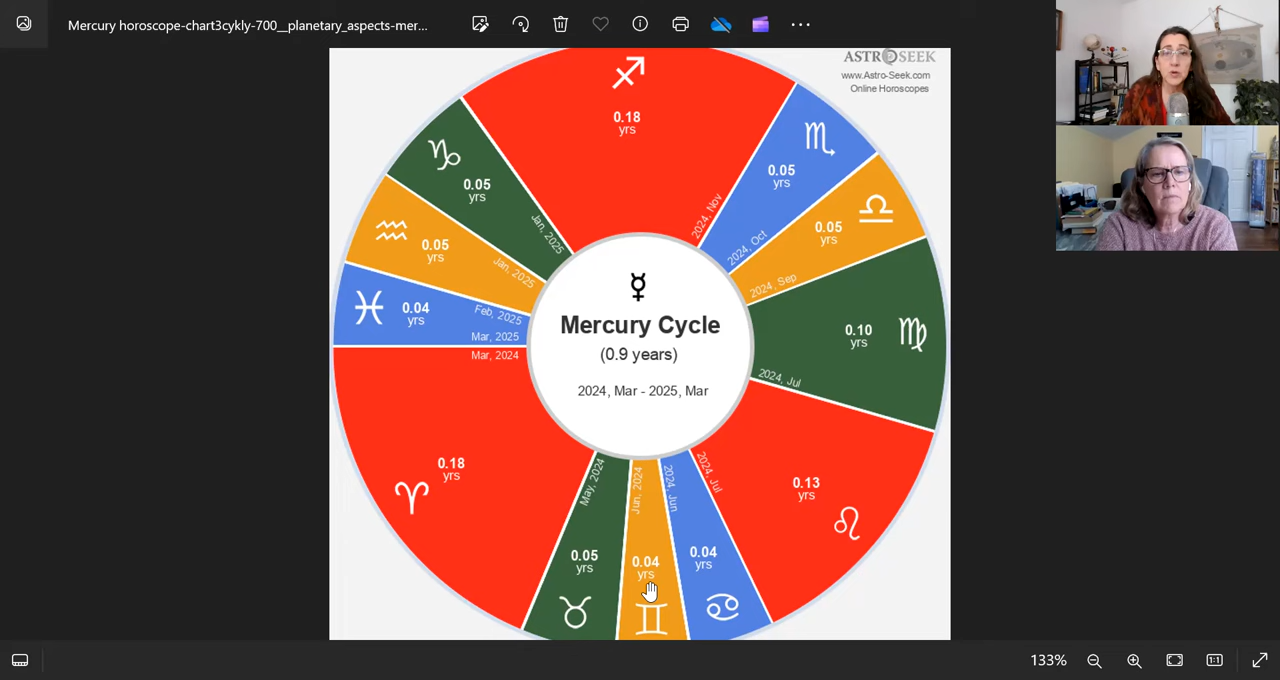 Mercury horoscope-chart3cykly-700__planetary_aspects-mer...
ASTROSEEK
www.Astro-Seek.com
Online Horoscopes
0.18
yrs
0.05
yrs
2024, Nov
0.05
yrs
Jan, 2025
2024, Oct
0.05
yrs
0.05
yrs
Jan, 2025
2024, Sep
0.04
yrs
Feb, 2025
Mar, 2025
Mar, 2024
Mercury Cycle
(0.9 years)
2024, Mar - 2025, Mar
0.10
yrs
2024, Jul
0.18
yrs
May, 2024
Jun, 2024
2024, Jun
2024, Jul
0.13
yrs
0.05
yrs
0.04
yrs
0.04
yrs
133%
1:1